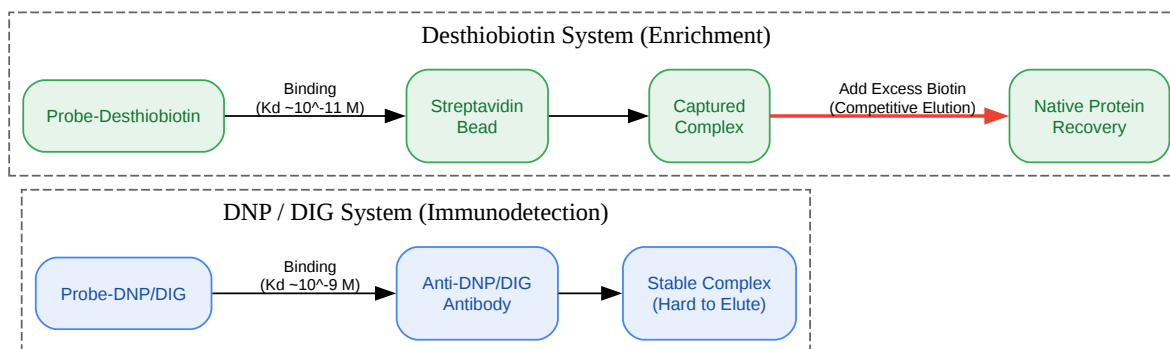 Desthiobiotin System (Enrichment)
Probe-Desthiobiotin
Binding
(Kd ~10^-11 M)
Streptavidin
Bead
Captured
Complex
Add Excess Biotin
(Competitive Elution)
Native Protein
Recovery
DNP / DIG System (Immunodetection)
Probe-DNP/DIG
Binding
(Kd ~10^-9 M)
Anti-DNP/DIG
Antibody
Stable Complex
(Hard to Elute)